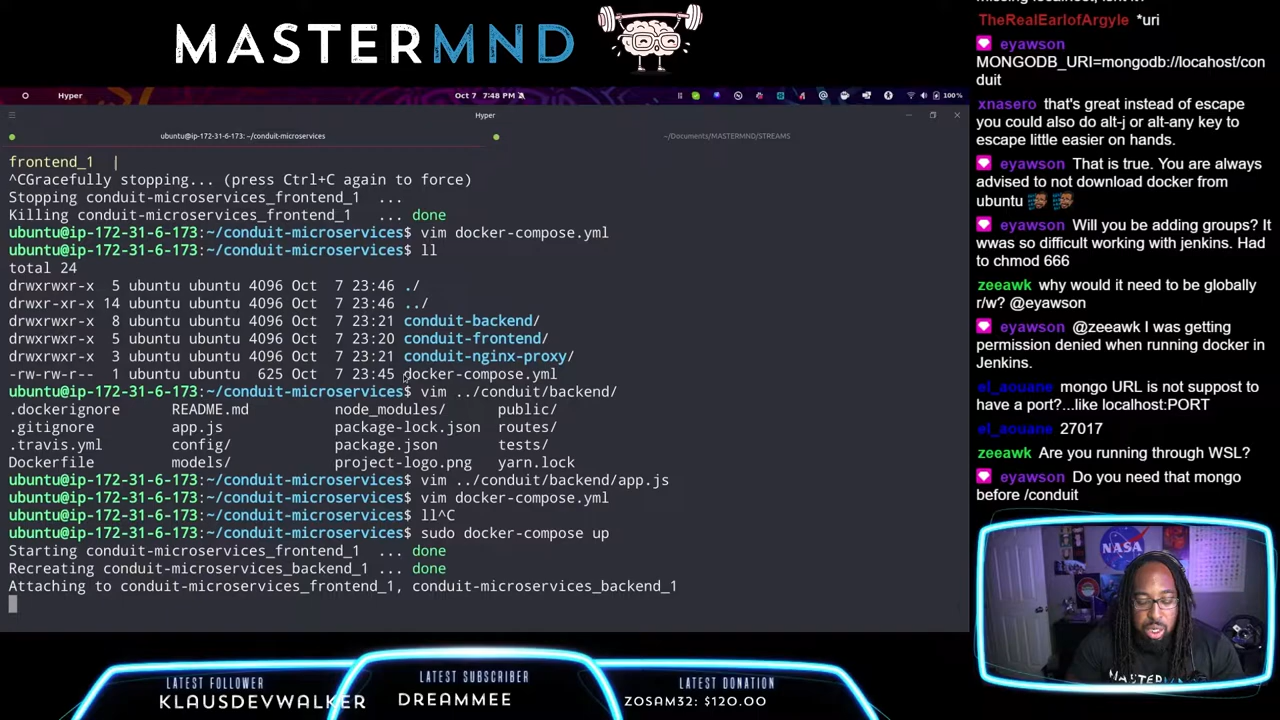 MASTERMND
Hyper
Oct 7 7:48 PM
100%
Hyper
ubuntu@ip-172-31-6-173: ~/conduit-microservices
~/Documents/MASTERMND/STREAMS
frontend_1 |
^CGracefully stopping... (press Ctrl+C again to force)
Stopping conduit-microservices_frontend_1 ...
Killing conduit-microservices_frontend_1 ... done
ubuntu@ip-172-31-6-173:~/conduit-microservices$ vim docker-compose.yml
ubuntu@ip-172-31-6-173:~/conduit-microservices$ ll
total 24
drwxrwxr-x 5 ubuntu ubuntu 4096 Oct 7 23:46 ./
drwxr-xr-x 14 ubuntu ubuntu 4096 Oct 7 23:46 ../
drwxrwxr-x 8 ubuntu ubuntu 4096 Oct 7 23:21 conduit-backend/
drwxrwxr-x 5 ubuntu ubuntu 4096 Oct 7 23:20 conduit-frontend/
drwxrwxr-x 3 ubuntu ubuntu 4096 Oct 7 23:21 conduit-nginx-proxy/
-rw-rw-r-- 1 ubuntu ubuntu 625 Oct 7 23:45 docker-compose.yml
ubuntu@ip-172-31-6-173:~/conduit-microservices$ vim ../conduit/backend/
.dockerignore README.md node_modules/ public/
.gitignore app.js package-lock.json routes/
.travis.yml config/ package.json tests/
Dockerfile models/ project-logo.png yarn.lock
ubuntu@ip-172-31-6-173:~/conduit-microservices$ vim ../conduit/backend/app.js
ubuntu@ip-172-31-6-173:~/conduit-microservices$ vim docker-compose.yml
ubuntu@ip-172-31-6-173:~/conduit-microservices$ ll^C
ubuntu@ip-172-31-6-173:~/conduit-microservices$ sudo docker-compose up
Starting conduit-microservices_frontend_1 ... done
Recreating conduit-microservices_backend_1 ... done
Attaching to conduit-microservices_frontend_1, conduit-microservices_backend_1
TheRealEarlofArgyle *uri
eyawson
MONGODB_URI=mongodb://locahost/con
duit
xnasero that's great instead of escape
you could also do alt-j or alt-any key to
escape little easier on hands.
eyawson That is true. You are always
advised to not download docker from
ubuntu
eyawson Will you be adding groups? It
wwas so difficult working with jenkins. Had
to chmod 666
zeeawk why would it need to be globally
r/w? @eyawson
eyawson @zeeawk I was getting
permission denied when running docker in
Jenkins.
el_aouane mongo URL is not suppost to
have a port?...like localhost:PORT
el_aouane 27017
zeeawk Are you running through WSL?
eyawson Do you need that mongo
before /conduit
NASA
LATEST FOLLOWER
KLAUSDEVWALKER
LATEST SUBSCRIBER
DREAMMEE
LATEST DONATION
ZOSAM32: $120.00